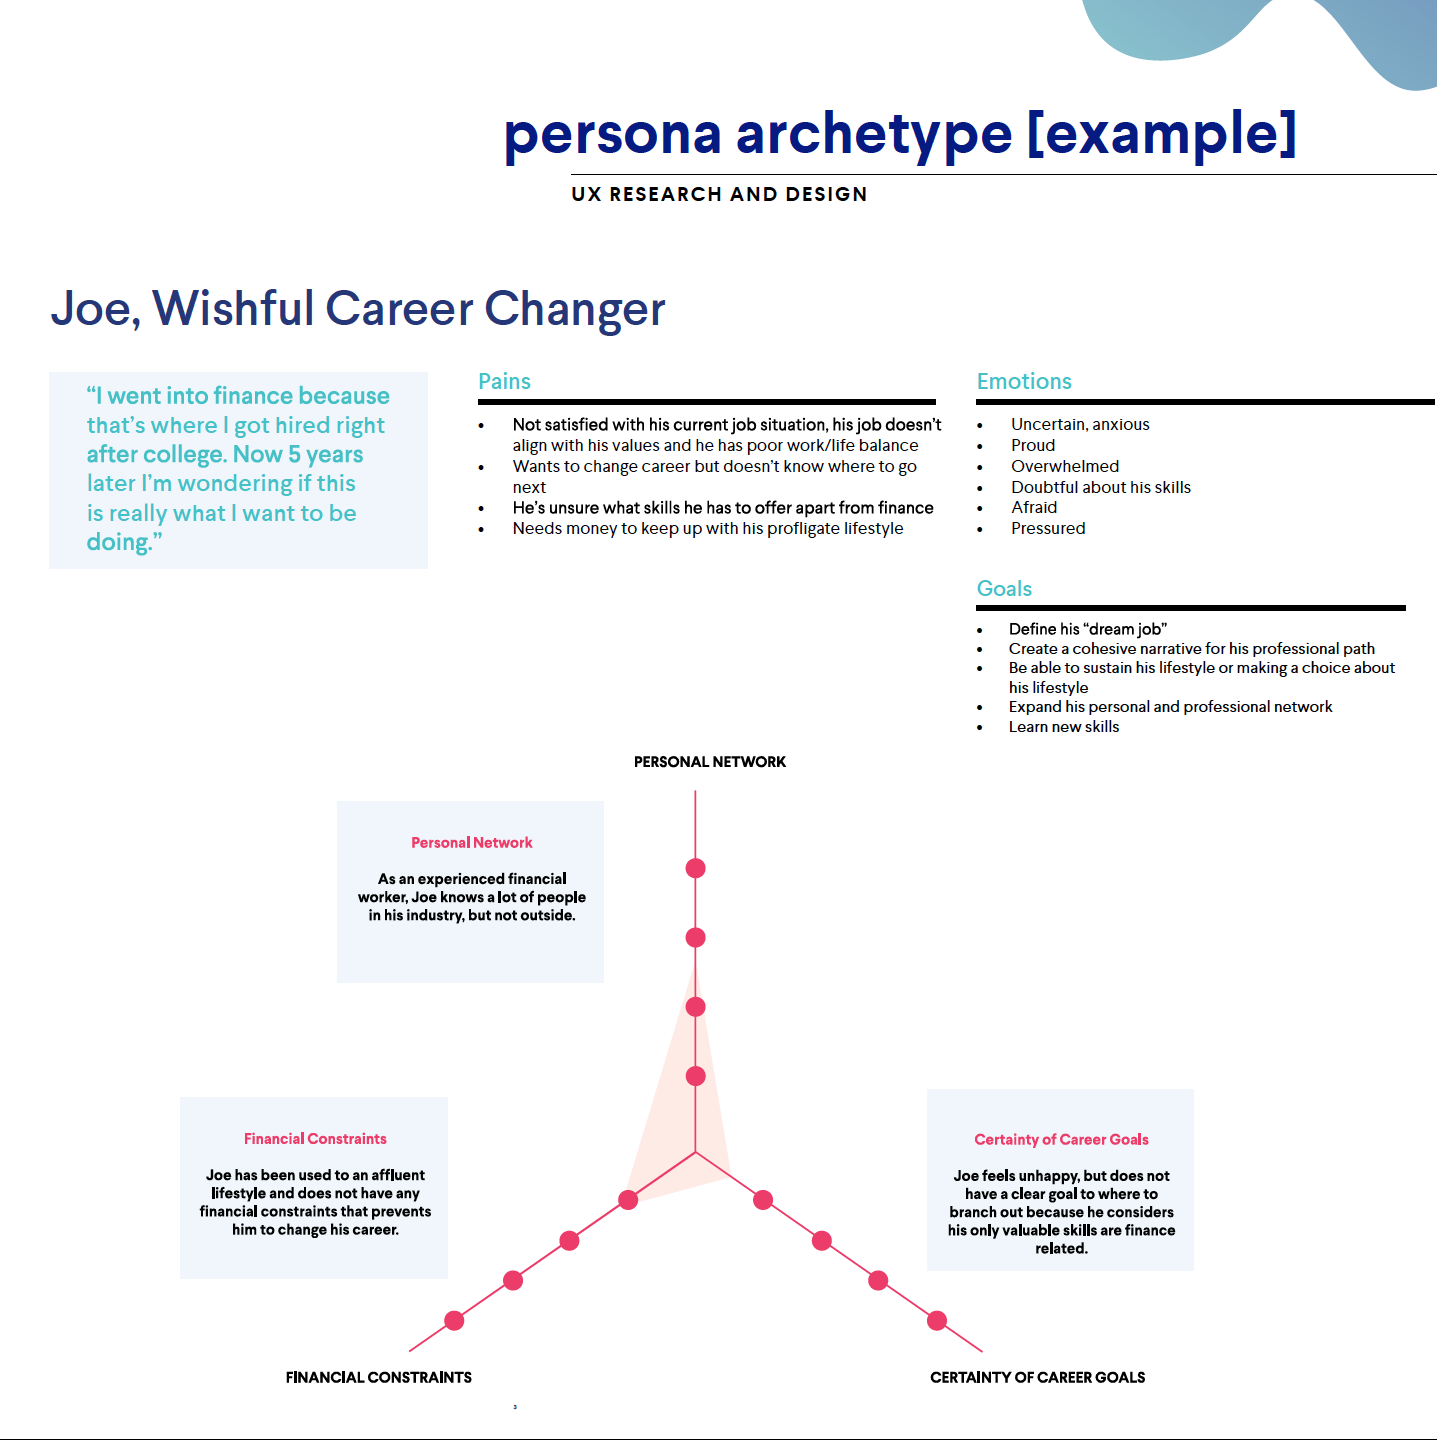 persona archetype [example]
UX RESEARCH AND DESIGN
Joe, Wishful Career Changer
“I went into finance because
that’s where I got hired right
after college. Now 5 years
later I’m wondering if this
is really what I want to be
doing.”
Pains
• Not satisfied with his current job situation, his job doesn’t
align with his values and he has poor work/life balance
• Wants to change career but doesn’t know where to go
next
• He’s unsure what skills he has to offer apart from finance
• Needs money to keep up with his profligate lifestyle
Emotions
• Uncertain, anxious
• Proud
• Overwhelmed
• Doubtful about his skills
• Afraid
• Pressured
Goals
• Define his “dream job”
• Create a cohesive narrative for his professional path
• Be able to sustain his lifestyle or making a choice about
his lifestyle
• Expand his personal and professional network
• Learn new skills
PERSONAL NETWORK
Personal Network
As an experienced financial
worker, Joe knows a lot of people
in his industry, but not outside.
Financial Constraints
Joe has been used to an affluent
lifestyle and does not have any
financial constraints that prevents
him to change his career.
Certainty of Career Goals
Joe feels unhappy, but does not
have a clear goal to where to
branch out because he considers
his only valuable skills are finance
related.
FINANCIAL CONSTRAINTS
CERTAINTY OF CAREER GOALS
3